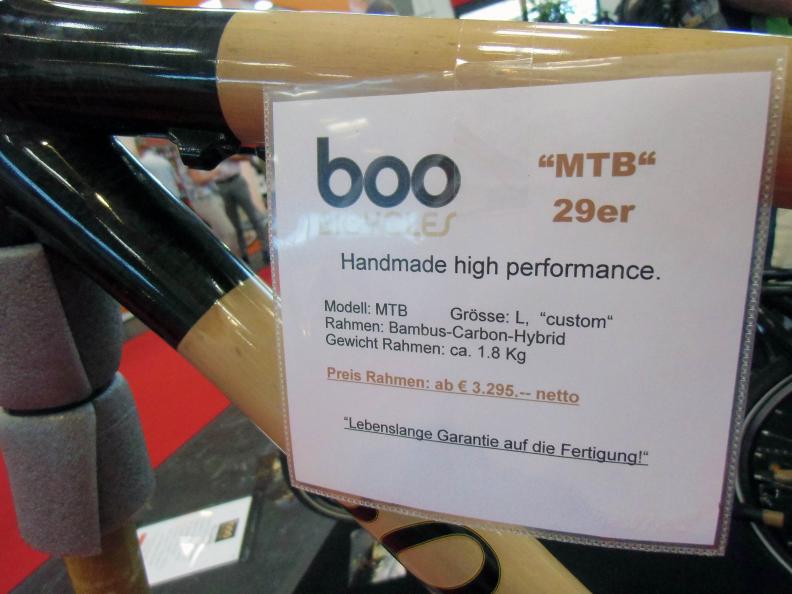 boo
BICYCLES
“MTB“
29er
Handmade high performance.
Modell: MTB Grösse: L, “custom“
Rahmen: Bambus-Carbon-Hybrid
Gewicht Rahmen: ca. 1.8 Kg
Preis Rahmen: ab € 3.295.-- netto
“Lebenslange Garantie auf die Fertigung!“